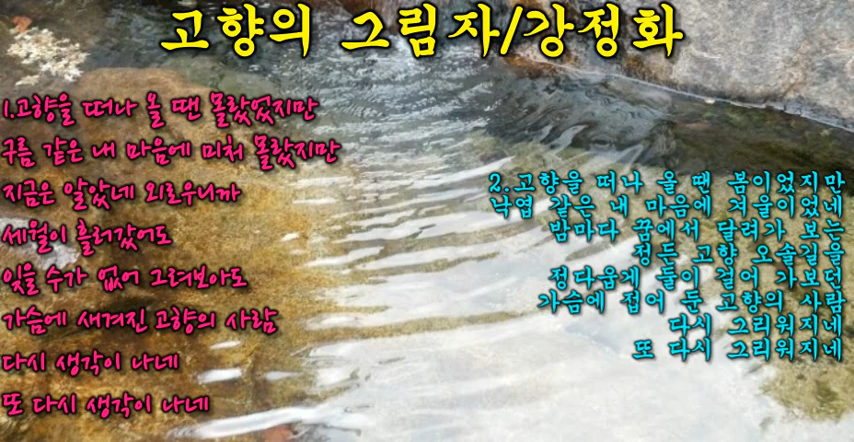 고향의 그림자/강정화
1.고향을 떠나 올 땐 몰랐었지만
구름 같은 내 마음에 미처 몰랐지만
지금은 알았네 외로우니까
세월이 흘러갔어도
잊을 수가 없어 그려보아도
가슴에 새겨진 고향의 사람
다시 생각이 나네
또 다시 생각이 나네
2.고향을 떠나 올 땐 봄이었지만
낙엽 같은 내 마음에 겨울이었네
밤마다 꿈에서 달려가 보는
정든 고향 오솔길을
정다웁게 둘이 걸어 가보던
가슴에 접어 둔 고향의 사람
다시 그리워지네
또 다시 그리워지네